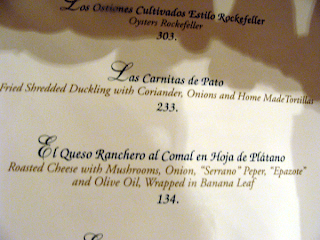 Los Ostiones Cultivados Estilo Rockefeller
Oysters Rockefeller
303.
Las Carnitas de Pato
Fried Shredded Duckling with Coriander, Onions and Home Made Tortillas
233.
El Queso Ranchero al Comal en Hoja de Plátano
Roasted Cheese with Mushrooms, Onion, "Serrano" Peper, "Epazote"
and Olive Oil, Wrapped in Banana Leaf
134.